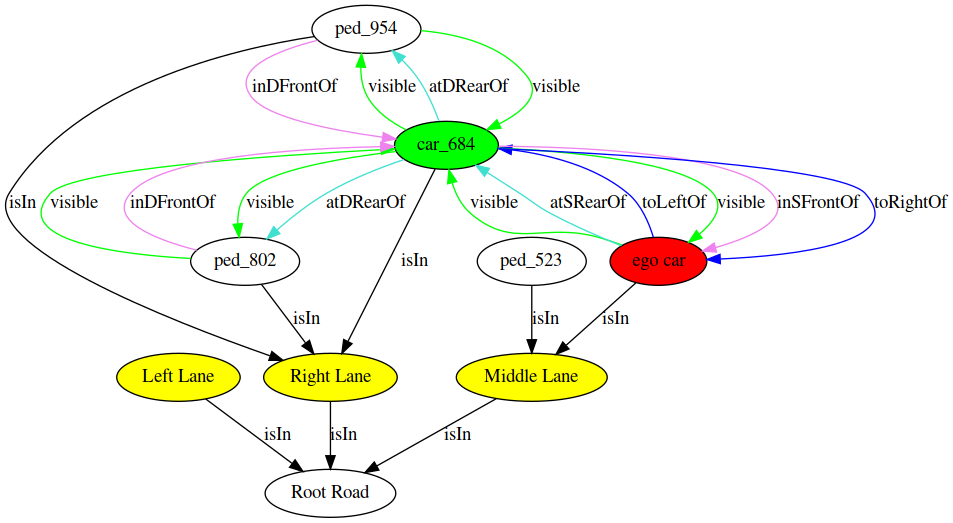 ped_954
inDFrontOf
visible
atDRearOf
visible
car_684
isIn
visible
inDFrontOf
visible
atDRearOf
visible
atSRearOf
toLeftOf
visible
inSFrontOf
toRightOf
ped_802
isIn
ped_523
ego car
isIn
isIn
isIn
Left Lane
Right Lane
Middle Lane
isIn
isIn
isIn
Root Road